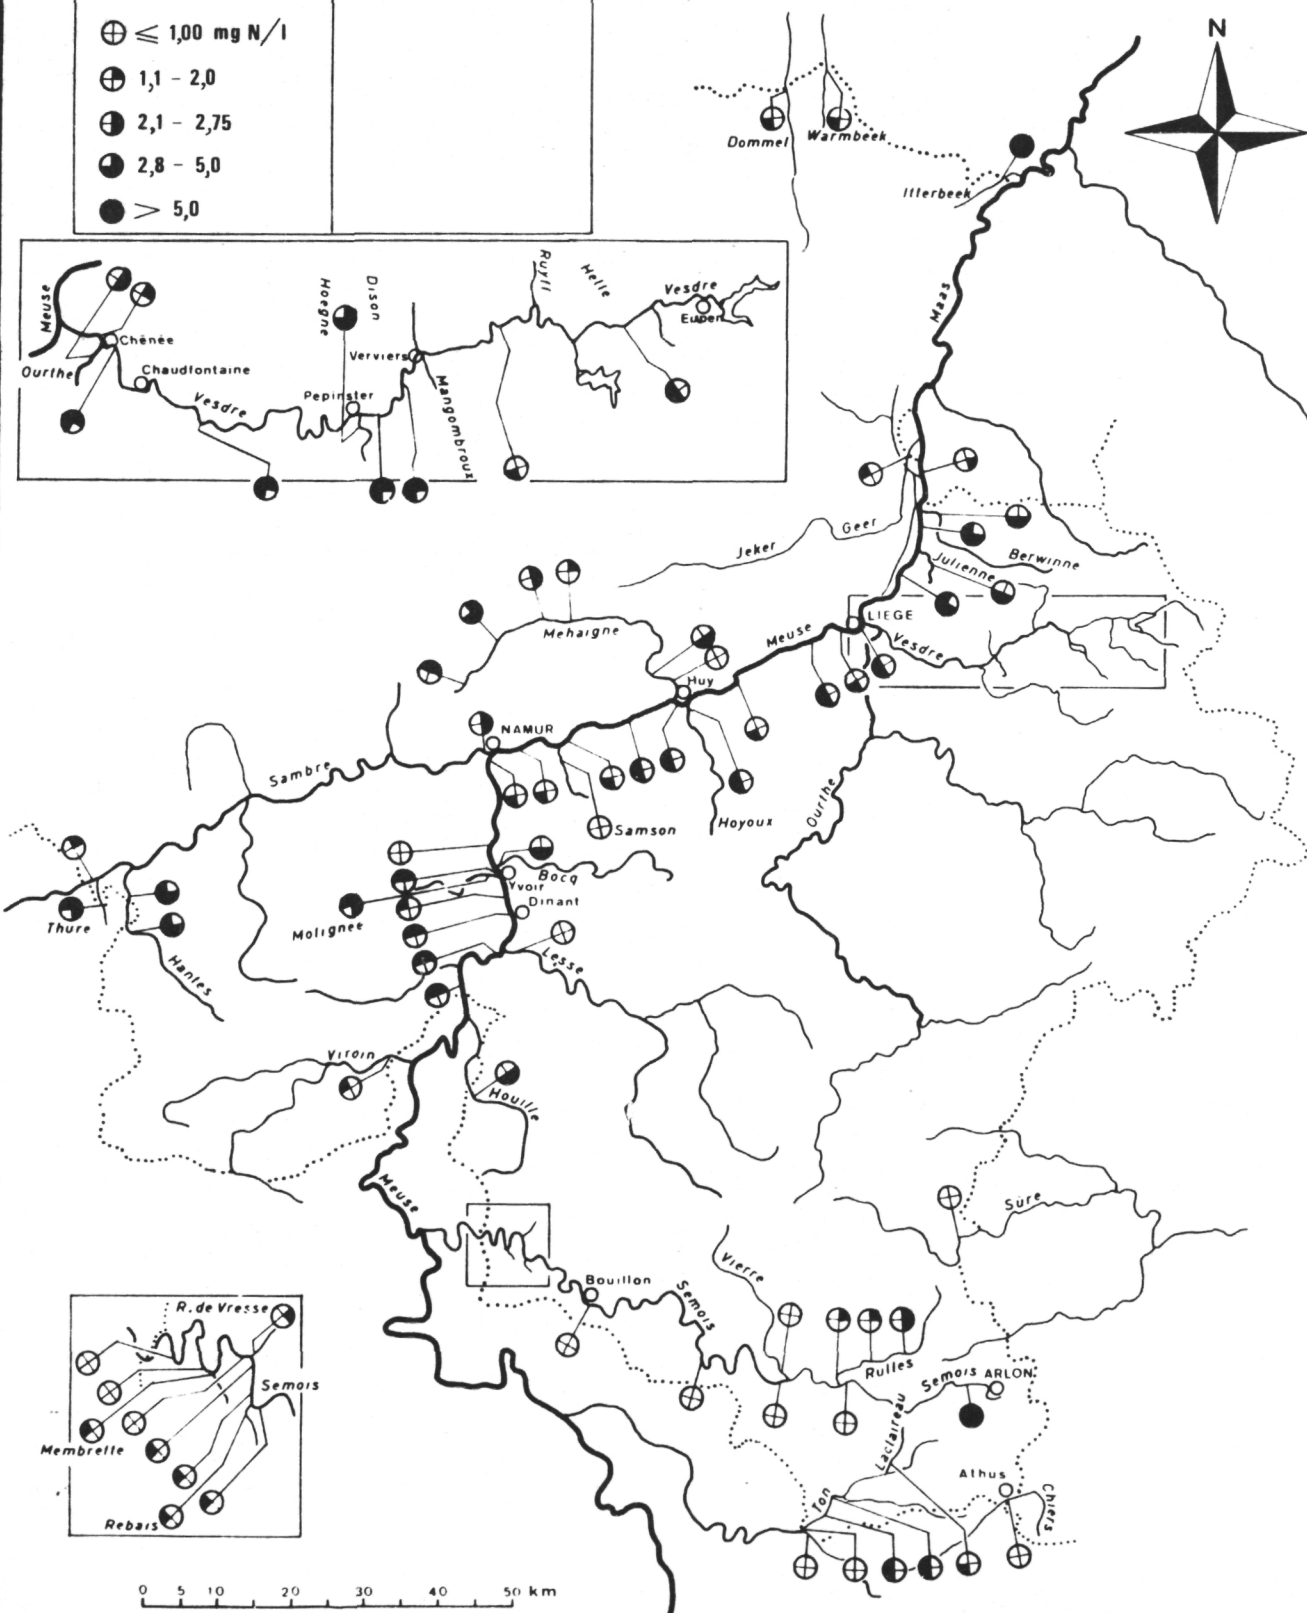 ≦ 1,00 mg N/l
1,1 - 2,0
2,1 - 2,75
2,8 - 5,0
> 5,0
N
Dommel
Warmbeek
Itterbeek
Maas
Meuse
Chênée
Ourthe
Chaudfontaine
Vesdre
Hoegne
Dison
Pepinster
Verviers
Mangombroux
Ruyff
Helle
Vesdre
Eupen
Jeker
Geer
Berwinne
Julienne
LIEGE
Vesdre
Mehaigne
Meuse
Huy
NAMUR
Sambre
Samson
Hoyoux
Ourthe
Bocq
Yvoir
Dinant
Molignée
Thure
Hantes
Lesse
Viroin
Houille
Meuse
Sûre
Bouillon
Semois
Vierre
Rulles
Semois
ARLON
Laclaireau
Ton
Athus
Chiers
R. de Vresse
Semois
Membrette
Rebais
0 5 10 20 30 40 50 km